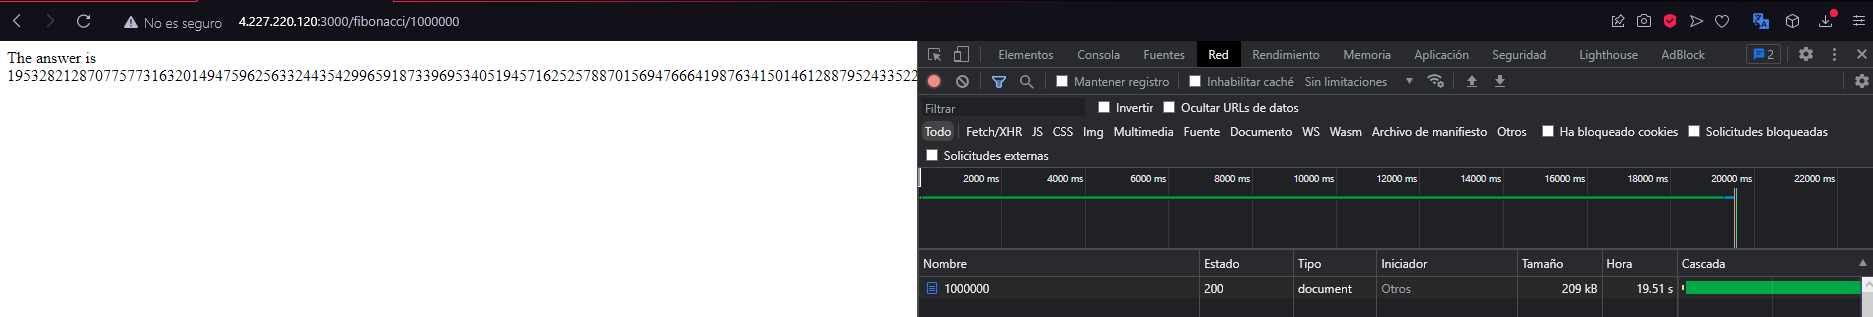 No es seguro 4.227.220.120:3000/fibonacci/1000000
The answer is
Elementos Consola Fuentes Red Rendimiento Memoria Aplicación Seguridad Lighthouse AdBlock 2
Mantener registro Inhabilitar caché Sin limitaciones
Filtrar Invertir Ocultar URLs de datos
Todo Fetch/XHR JS CSS Img Multimedia Fuente Documento WS Wasm Archivo de manifiesto Otros Ha bloqueado cookies Solicitudes bloqueadas
Solicitudes externas
2000 ms 4000 ms 6000 ms 8000 ms 10000 ms 12000 ms 14000 ms 16000 ms 18000 ms 20000 ms 22000 ms
Nombre Estado Tipo Iniciador Tamaño Hora Cascada
1000000 200 document Otros 209 kB 19.51 s